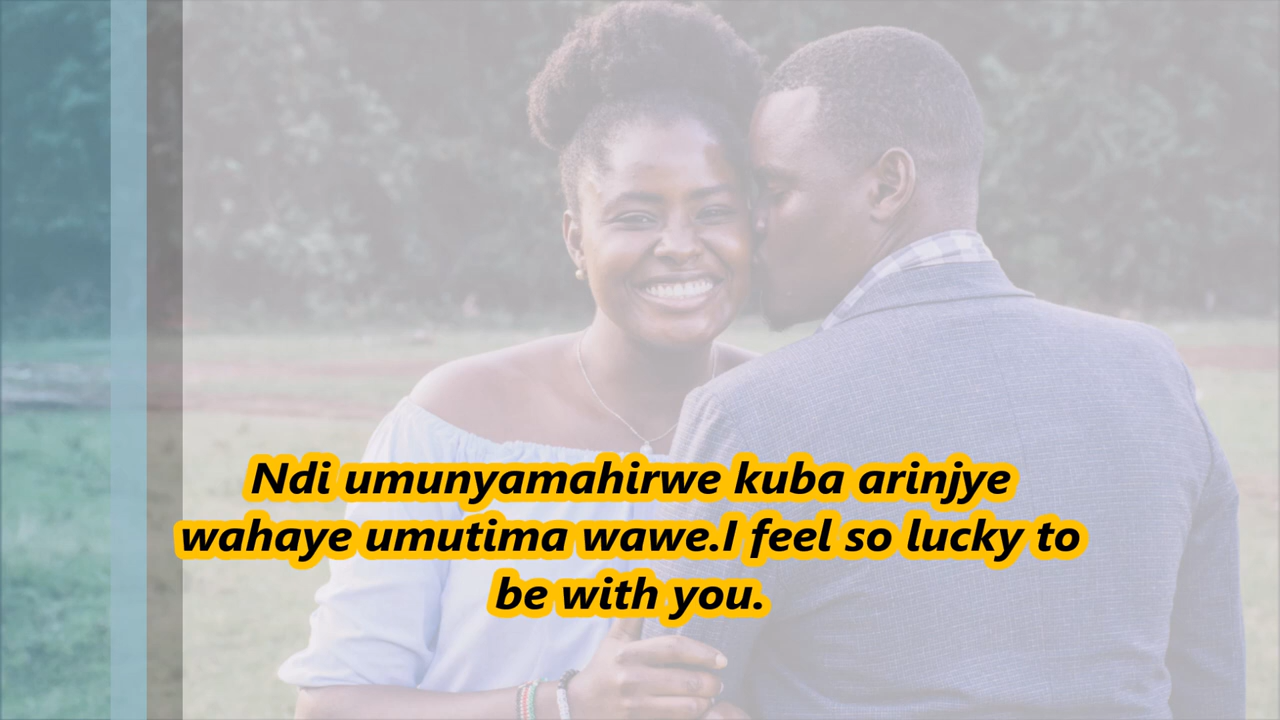 Ndi umunyamahirwe kuba arinjye
wahaye umutima wawe.I feel so lucky to
be with you.